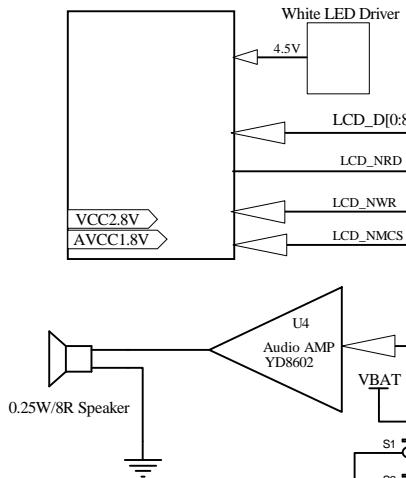 White LED Driver
4.5V
LCD_D[0:8
LCD_NRD
LCD_NWR
VCC2.8V
LCD_NMCS
AVCC1.8V
U4
Audio AMP
YD8602
VBAT
0.25W/8R Speaker
S1